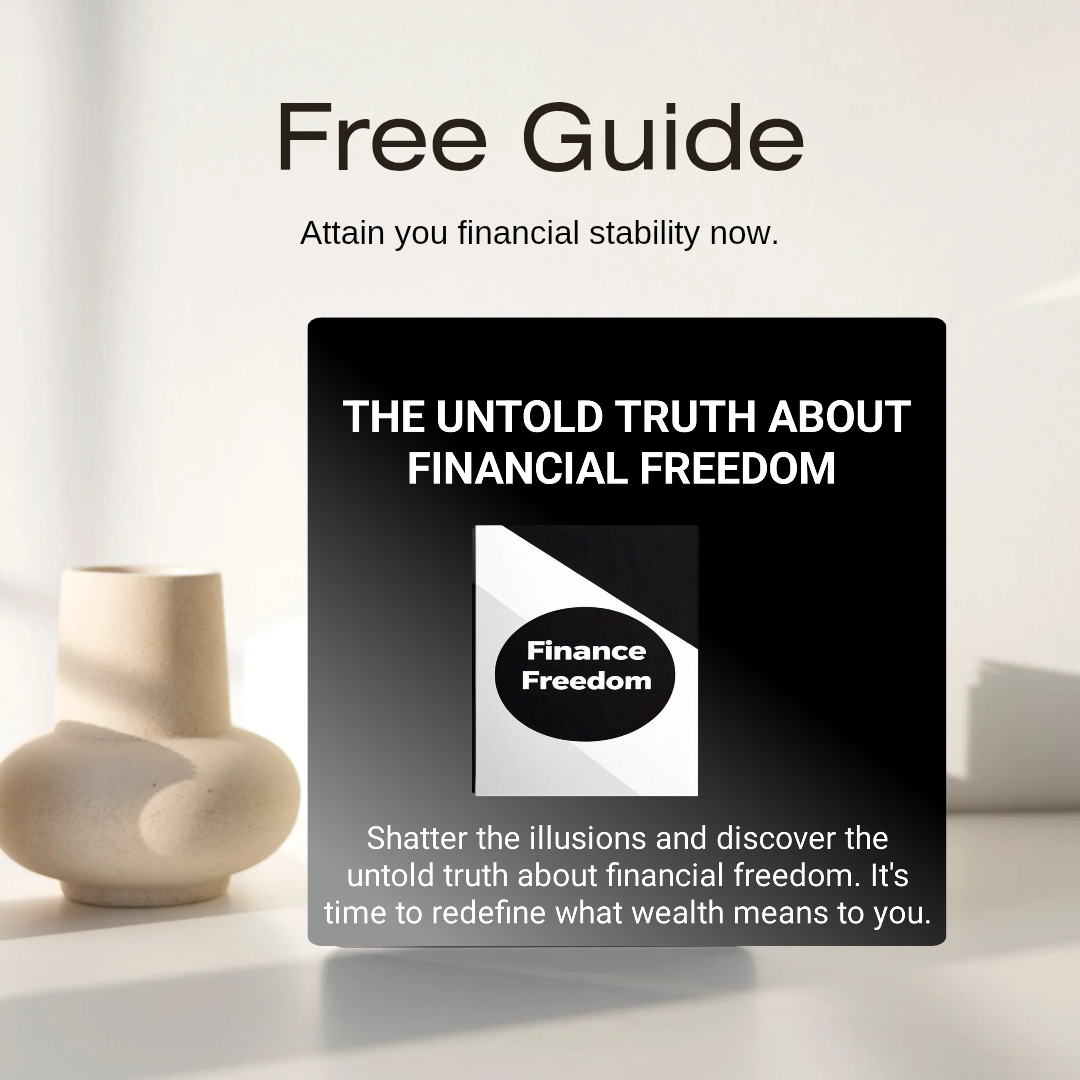 Free Guide
Attain you financial stability now.
THE UNTOLD TRUTH ABOUT
FINANCIAL FREEDOM
Finance
Freedom
Shatter the illusions and discover the
untold truth about financial freedom. It's
time to redefine what wealth means to you.